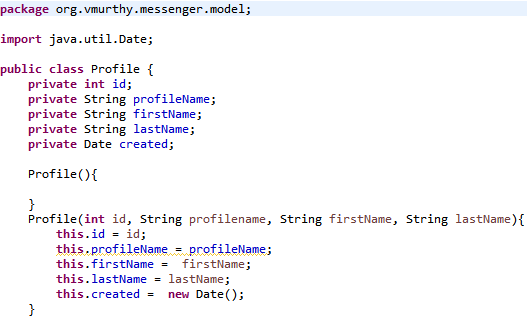 package org.vmurthy.messenger.model;
import java.util.Date;
public class Profile {
    private int id;
    private String profileName;
    private String firstName;
    private String lastName;
    private Date created;
    Profile(){
    }
    Profile(int id, String profilename, String firstName, String lastName){
        this.id = id;
        this.profileName = profileName;
        this.firstName =  firstName;
        this.lastName = lastName;
        this.created =  new Date();
    }